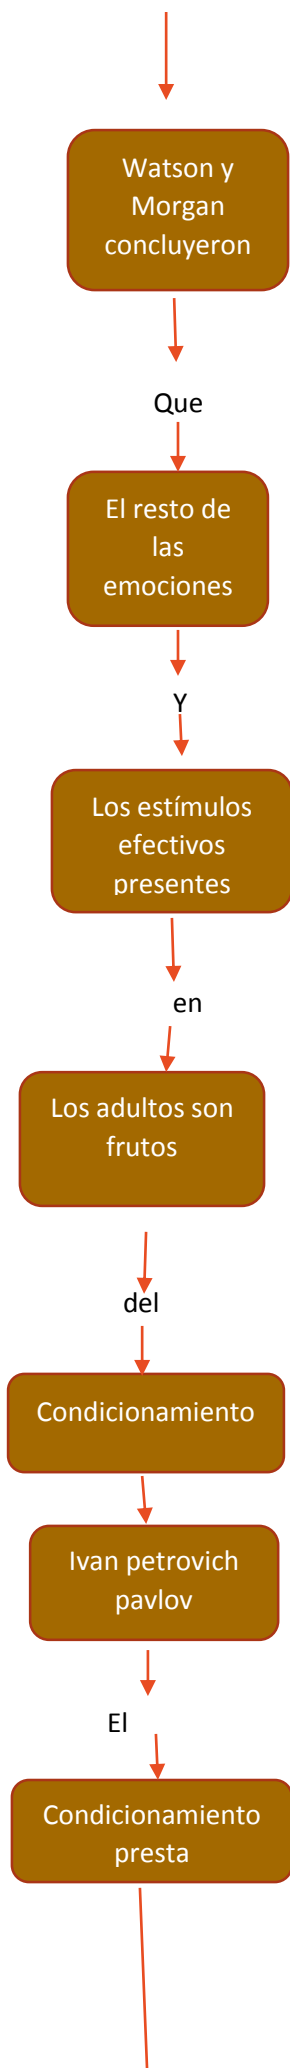 Watson y
Morgan
concluyeron
Que
El resto de
las
emociones
Y
Los estímulos
efectivos
presentes
en
Los adultos son
frutos
del
Condicionamiento
Ivan petrovich
pavlov
El
Condicionamiento
presta